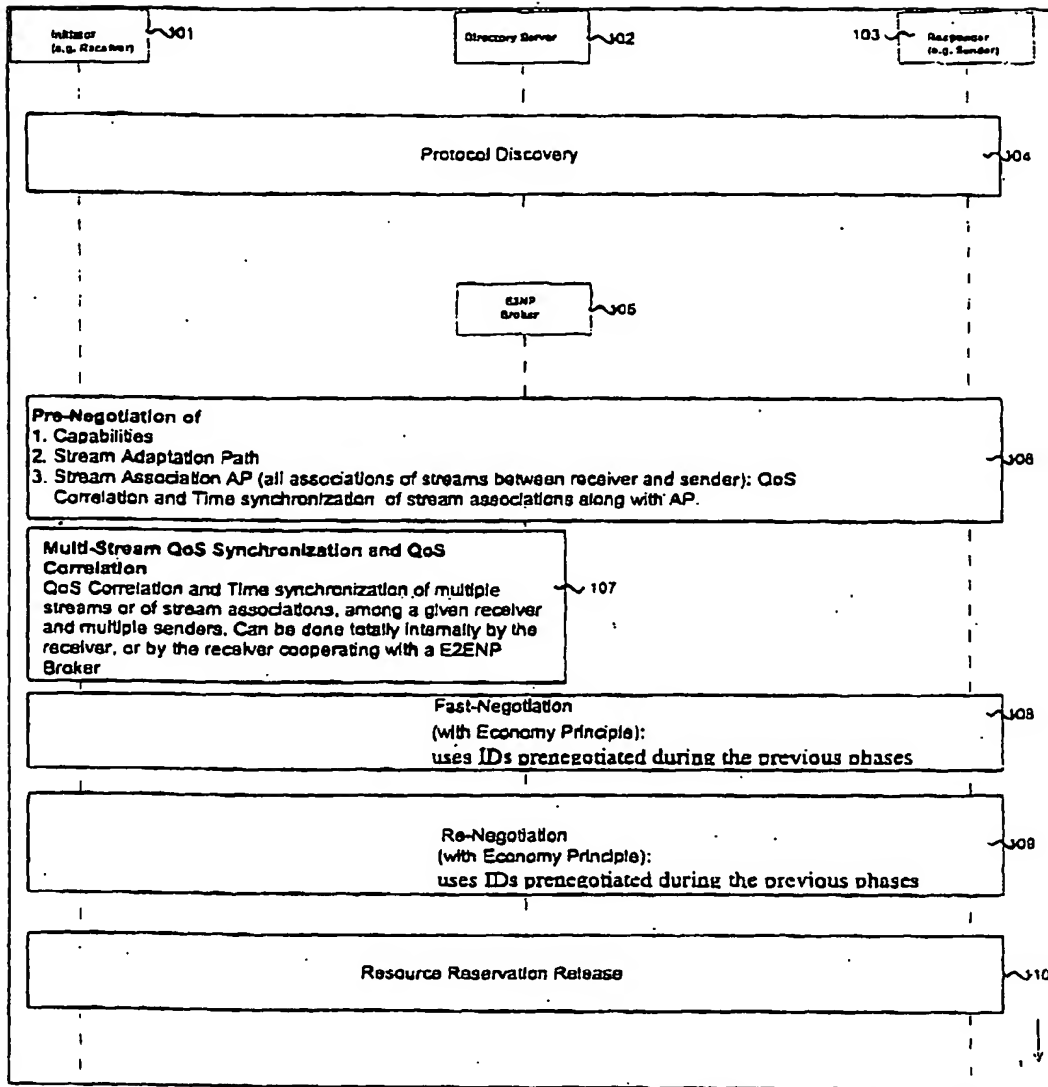 Initiator
(e.g. Receiver)
101
Directory Server
102
103
Responder
(e.g. Sender)
Protocol Discovery
104
E2ENP
Broker
105
Pre-Negotiation of
1. Capabilities
2. Stream Adaptation Path
3. Stream Association AP (all associations of streams between receiver and sender): QoS
Correlation and Time synchronization of stream associations along with AP.
106
Multi-Stream QoS Synchronization and QoS
Correlation
QoS Correlation and Time synchronization of multiple
streams or of stream associations, among a given receiver
and multiple senders. Can be done totally internally by the
receiver, or by the receiver cooperating with a E2ENP
Broker
107
Fast-Negotiation
(with Economy Principle):
uses IDs prenegotiated during the previous phases
108
Re-Negotiation
(with Economy Principle):
uses IDs prenegotiated during the previous phases
109
Resource Reservation Release
110